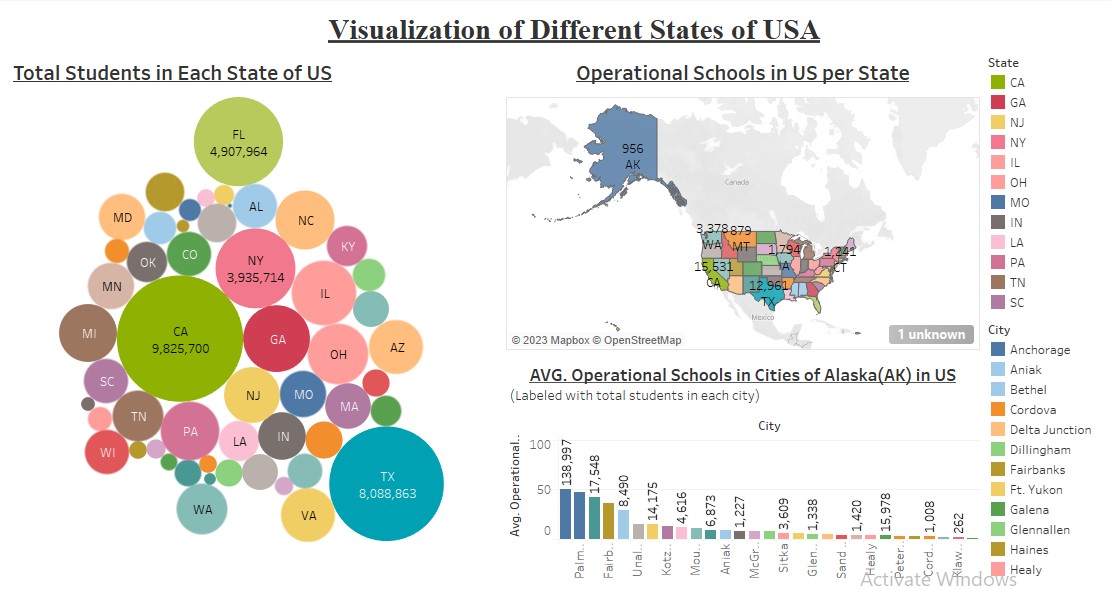 Visualization of Different States of USA
Total Students in Each State of US
FL
4,907,964
MD
AL
NC
OK
CO
NY
3,935,714
KY
MN
IL
MI
CA
9,825,700
GA
OH
AZ
SC
NJ
MO
MA
TN
PA
LA
IN
WI
TX
8,088,863
WA
VA
Operational Schools in US per State
956
AK
Canada
3,378
WA
879
MT
1,794
IA
1,241
CT
15,531
CA
12,961
TX
Mexico
1 unknown
© 2023 Mapbox © OpenStreetMap
AVG. Operational Schools in Cities of Alaska(AK) in US
(Labeled with total students in each city)
City
Avg. Operational..
100
50
0
138,997
17,548
8,490
14,175
4,616
6,873
1,227
3,609
1,338
1,420
15,978
1,008
262
Palm..
Fairb..
Unal..
Kotz..
Mou..
Aniak
McGr..
Sitka
Glen..
Sand ..
Healy
Peter..
Cord..
Klaw..
State
CA
GA
NJ
NY
IL
OH
MO
IN
LA
PA
TN
SC
City
Anchorage
Aniak
Bethel
Cordova
Delta Junction
Dillingham
Fairbanks
Ft. Yukon
Galena
Glennallen
Haines
Healy
Activate Windows